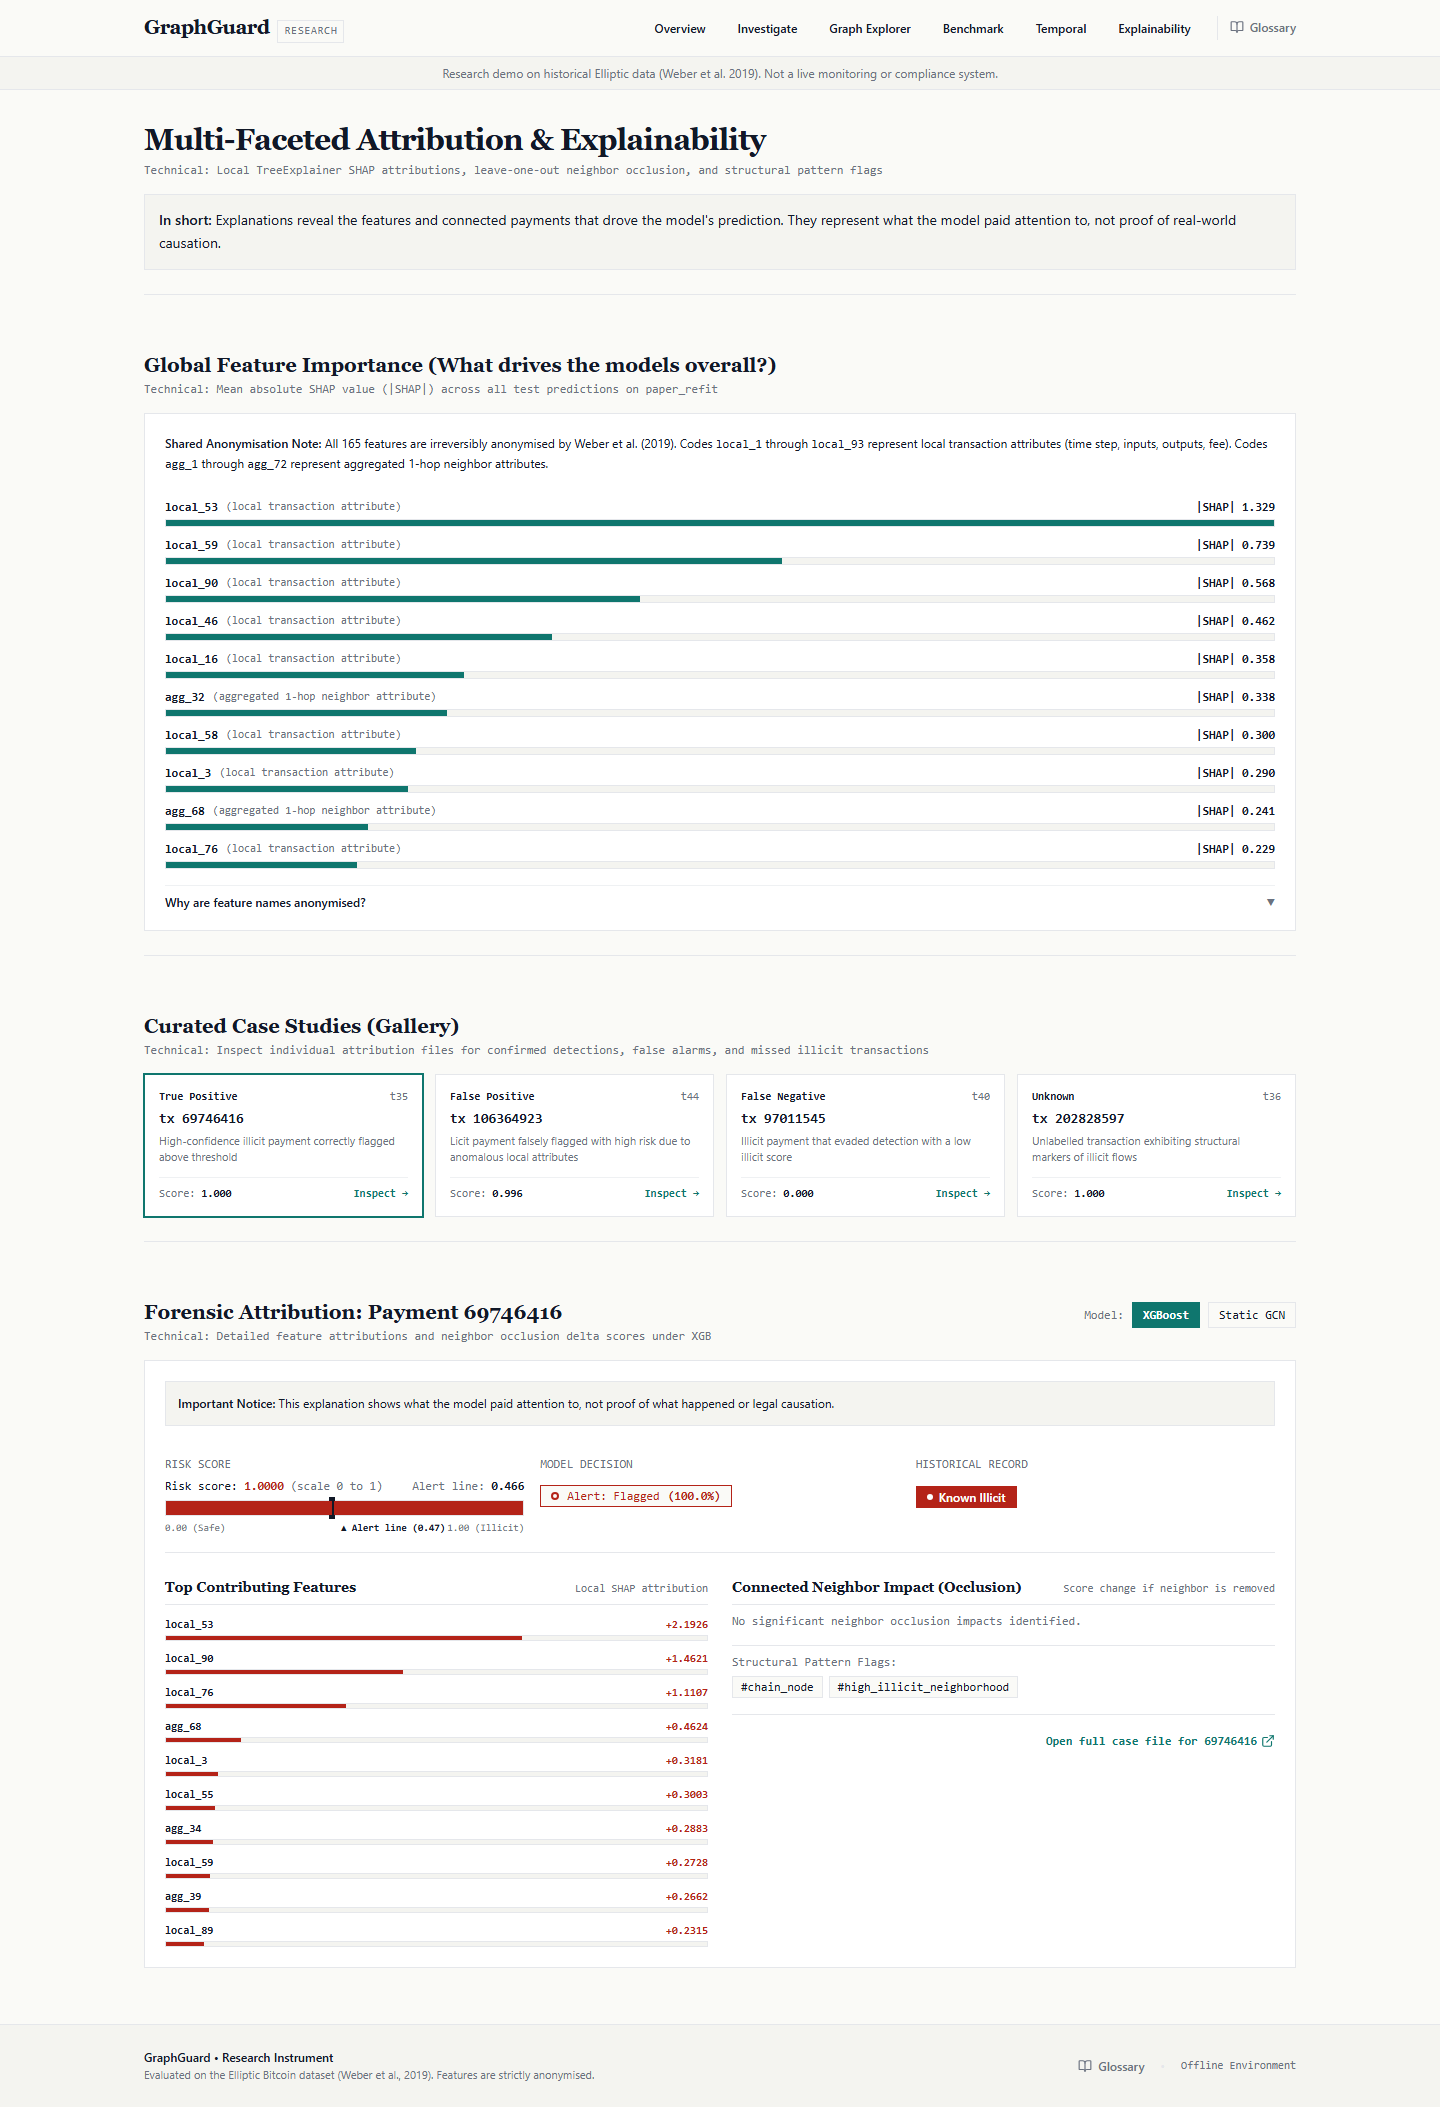 GraphGuard RESEARCH Overview Investigate Graph Explorer Benchmark Temporal Explainability Glossary
Research demo on historical Elliptic data (Weber et al. 2019). Not a live monitoring or compliance system.
Multi-Faceted Attribution & Explainability
Technical: Local TreeExplainer SHAP attributions, leave-one-out neighbor occlusion, and structural pattern flags
In short: Explanations reveal the features and connected payments that drove the model's prediction. They represent what the model paid attention to, not proof of real-world
causation.
Global Feature Importance (What drives the models overall?)
Technical: Mean absolute SHAP value (|SHAP|) across all test predictions on paper_refit
Shared Anonymisation Note: All 165 features are irreversibly anonymised by Weber et al. (2019). Codes local_1 through local_93 represent local transaction attributes (time step, inputs, outputs, fee). Codes
agg_1 through agg_72 represent aggregated 1-hop neighbor attributes.
local_53 (local transaction attribute) |SHAP| 1.329
local_59 (local transaction attribute) |SHAP| 0.739
local_90 (local transaction attribute) |SHAP| 0.568
local_46 (local transaction attribute) |SHAP| 0.462
local_16 (local transaction attribute) |SHAP| 0.358
agg_32 (aggregated 1-hop neighbor attribute) |SHAP| 0.338
local_58 (local transaction attribute) |SHAP| 0.300
local_3 (local transaction attribute) |SHAP| 0.290
agg_68 (aggregated 1-hop neighbor attribute) |SHAP| 0.241
local_76 (local transaction attribute) |SHAP| 0.229
Why are feature names anonymised? ▼
Curated Case Studies (Gallery)
Technical: Inspect individual attribution files for confirmed detections, false alarms, and missed illicit transactions
True Positive t35
tx 69746416
High-confidence illicit payment correctly flagged
above threshold
Score: 1.000 Inspect →
False Positive t44
tx 106364923
Licit payment falsely flagged with high risk due to
anomalous local attributes
Score: 0.996 Inspect →
False Negative t40
tx 97011545
Illicit payment that evaded detection with a low
illicit score
Score: 0.000 Inspect →
Unknown t36
tx 202828597
Unlabelled transaction exhibiting structural
markers of illicit flows
Score: 1.000 Inspect →
Forensic Attribution: Payment 69746416
Model: XGBoost Static GCN
Technical: Detailed feature attributions and neighbor occlusion delta scores under XGB
Important Notice: This explanation shows what the model paid attention to, not proof of what happened or legal causation.
RISK SCORE
Risk score: 1.0000 (scale 0 to 1) Alert line: 0.466
0.00 (Safe) ▲ Alert line (0.47) 1.00 (Illicit)
MODEL DECISION
Alert: Flagged (100.0%)
HISTORICAL RECORD
Known Illicit
Top Contributing Features Local SHAP attribution
local_53 +2.1926
local_90 +1.4621
local_76 +1.1107
agg_68 +0.4624
local_3 +0.3181
local_55 +0.3003
agg_34 +0.2883
local_59 +0.2728
agg_39 +0.2662
local_89 +0.2315
Connected Neighbor Impact (Occlusion) Score change if neighbor is removed
No significant neighbor occlusion impacts identified.
Structural Pattern Flags:
#chain_node #high_illicit_neighborhood
Open full case file for 69746416
GraphGuard • Research Instrument
Evaluated on the Elliptic Bitcoin dataset (Weber et al., 2019). Features are strictly anonymised.
Glossary · Offline Environment